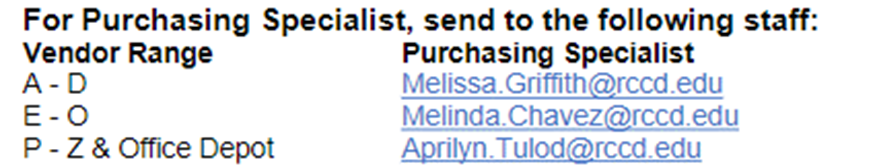 For Purchasing Specialist, send to the following staff:
Vendor Range Purchasing Specialist
A - D Melissa.Griffith@rccd.edu
E - O Melinda.Chavez@rccd.edu
P - Z & Office Depot Aprilyn.Tulod@rccd.edu